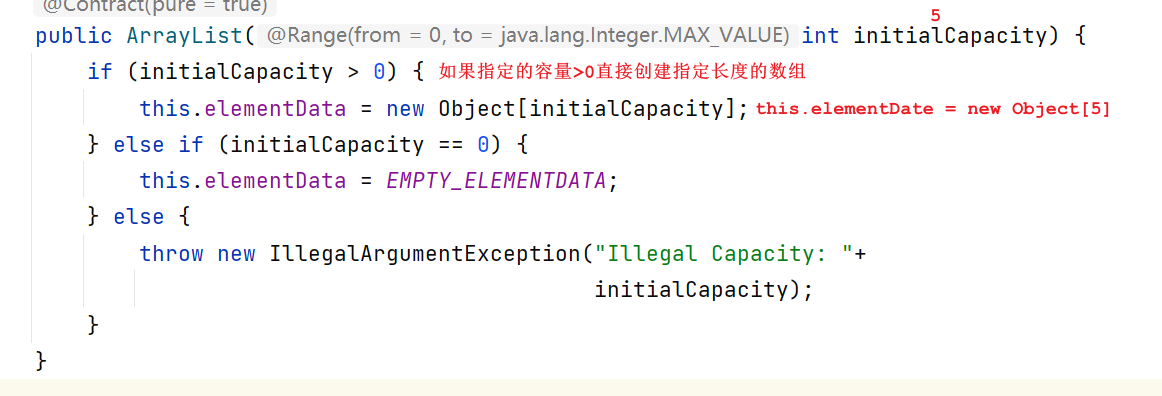 @Contract(pure = true)
5
public ArrayList( @Range(from = 0, to = java.lang.Integer.MAX_VALUE) int initialCapacity) {
if (initialCapacity > 0) { 如果指定的容量>0直接创建指定长度的数组
this.elementData = new Object[initialCapacity]; this.elementDate = new Object[5]
} else if (initialCapacity == 0) {
this.elementData = EMPTY_ELEMENTDATA;
} else {
throw new IllegalArgumentException("Illegal Capacity: "+
initialCapacity);
}
}